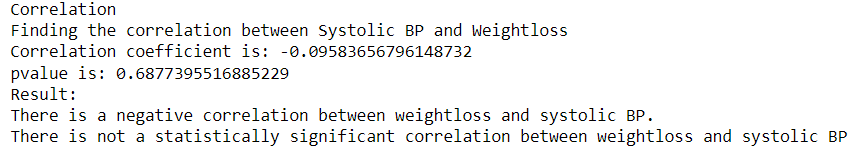 Correlation
Finding the correlation between Systolic BP and Weightloss
Correlation coefficient is: -0.09583656796148732
pvalue is: 0.6877395516885229
Result:
There is a negative correlation between weightloss and systolic BP.
There is not a statistically significant correlation between weightloss and systolic BP